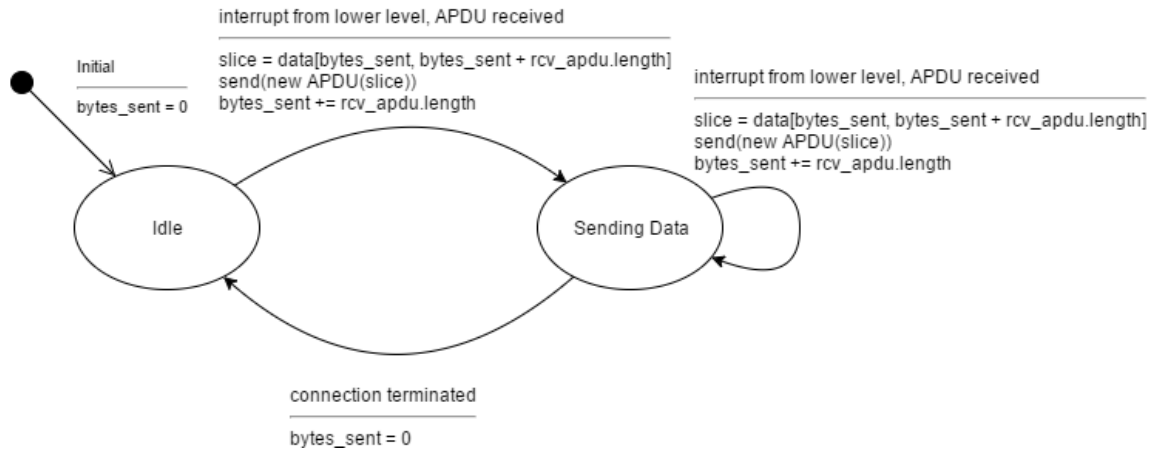 interrupt from lower level, APDU received
slice = data[bytes_sent, bytes_sent + rcv_apdu.length]
send(new APDU(slice))
bytes_sent += rcv_apdu.length
Initial
bytes_sent = 0
interrupt from lower level, APDU received
slice = data[bytes_sent, bytes_sent + rcv_apdu.length]
send(new APDU(slice))
bytes_sent += rcv_apdu.length
Idle
Sending Data
connection terminated
bytes_sent = 0